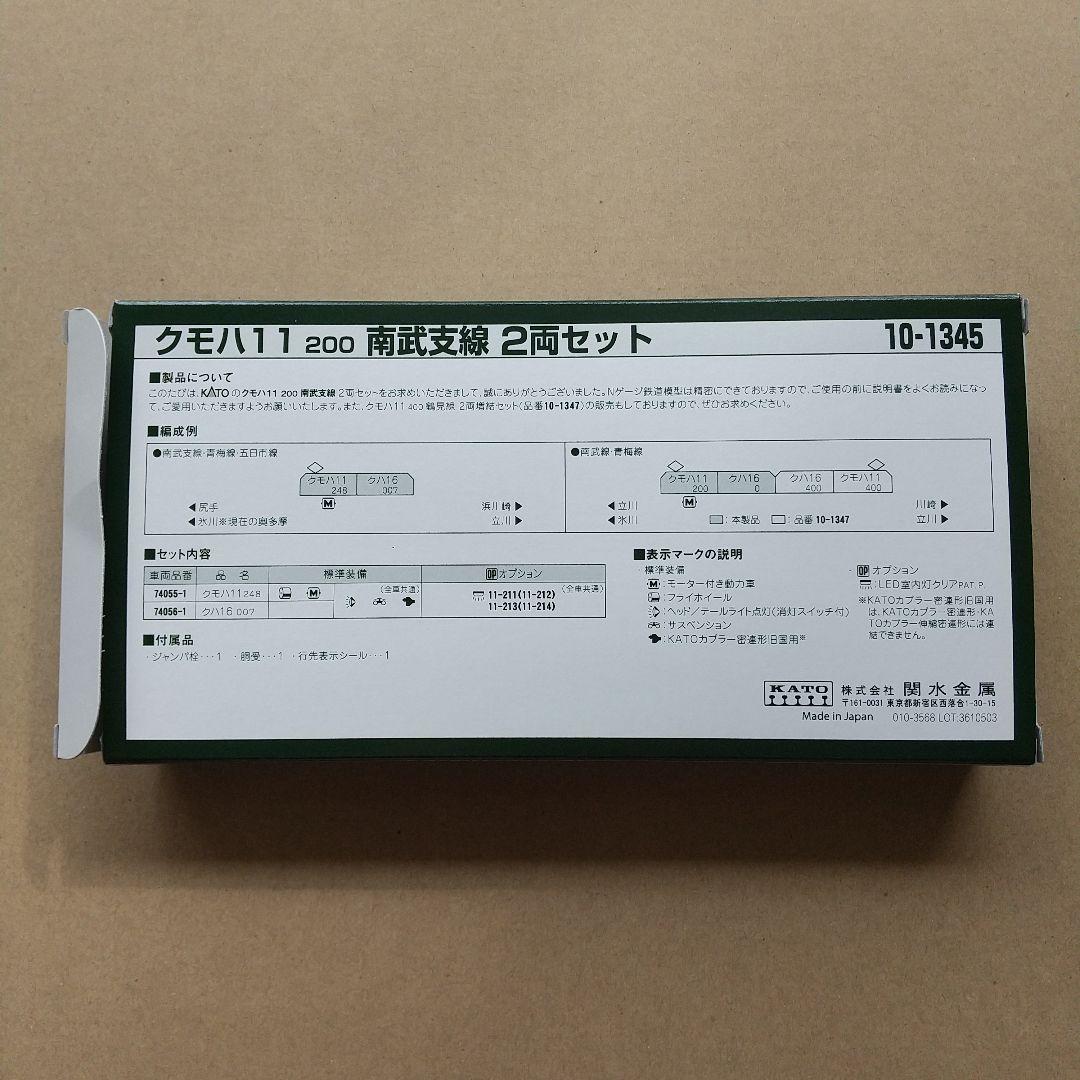 クモハ11 200 南武支線 2両セット 10-1345
■製品について
このたびは、KATOのクモハ11 200 南武支線 2両セットをお求めいただきまして、誠にありがとうございました。Nゲージ鉄道模型は精密にできておりますので、ご使用の前に説明書をよくお読みになっ
て、ご愛用いただきますようお願いいたします。また、クモハ11 400 鶴見線 2両増結セット(品番10-1347)の販売もしておりますので、ぜひお求めください。
■編成例
●南武支線・青梅線・五日市線
クモハ11 248 クハ16 007
M
◀尻手 浜川崎▶
◀氷川※現在の奥多摩 立川▶
●南武線・青梅線
クモハ11 200 クハ16 0 クハ16 400 クモハ11 400
M
◀立川 川崎▶
◀氷川 :本製品 :品番10-1347 立川▶
■セット内容
車両品番 品名 標準装備 OPオプション
74055-1 クモハ11 248 M (全車共通) 11-211(11-212) (全車共通)
74056-1 クハ16 007 11-213(11-214)
■付属品
・ジャンパ栓・・・1 ・胴受・・・1 ・行先表示シール・・・1
■表示マークの説明
・標準装備
M:モーター付き動力車
:フライホイール
:ヘッド/テールライト点灯(消灯スイッチ付)
:サスペンション
:KATOカプラー密連形旧国用※
・OPオプション
:LED室内灯クリアPAT.P.
※KATOカプラー密連形旧国用
は、KATOカプラー密連形・KA
TOカプラー伸縮密連形には連
結できません。
KATO 株式会社 関水金属
〒161-0031 東京都新宿区西落合1-30-15
Made in Japan 010-3568 LOT:3610503